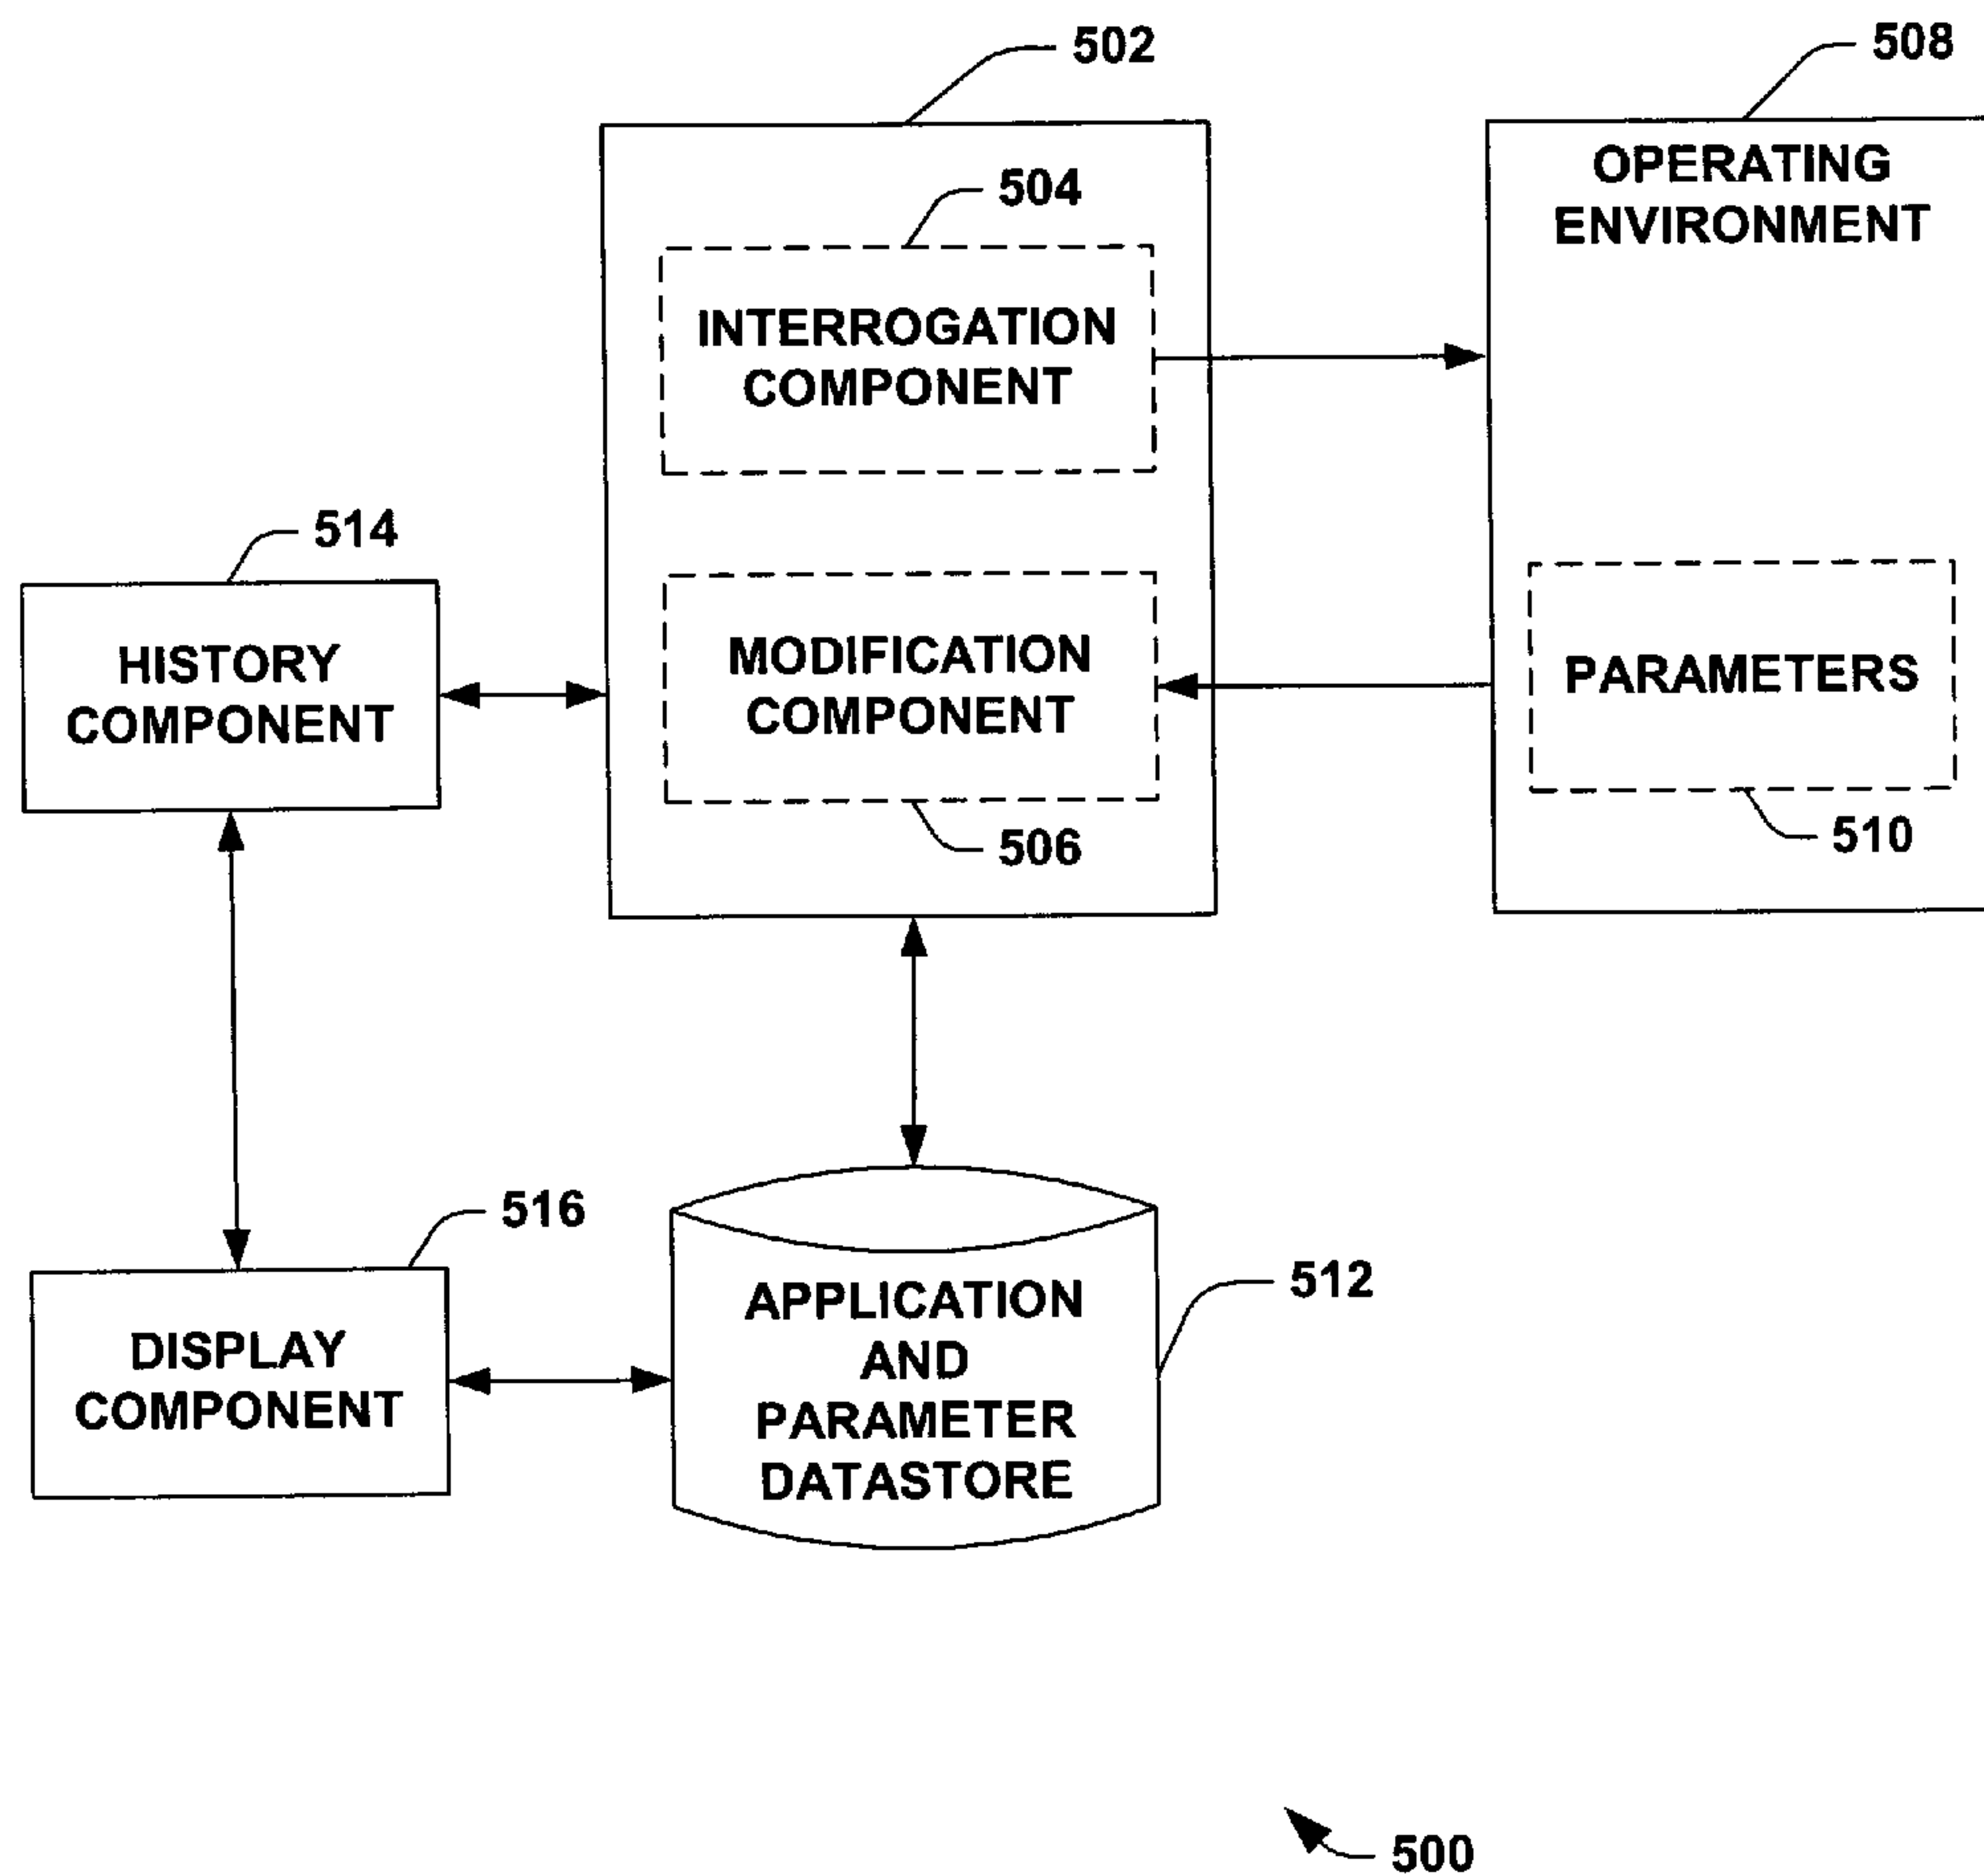 502
508
OPERATING
ENVIRONMENT
504
INTERROGATION
COMPONENT
514
HISTORY
COMPONENT
MODIFICATION
COMPONENT
PARAMETERS
506
510
516
DISPLAY
COMPONENT
512
APPLICATION
AND
PARAMETER
DATASTORE
500